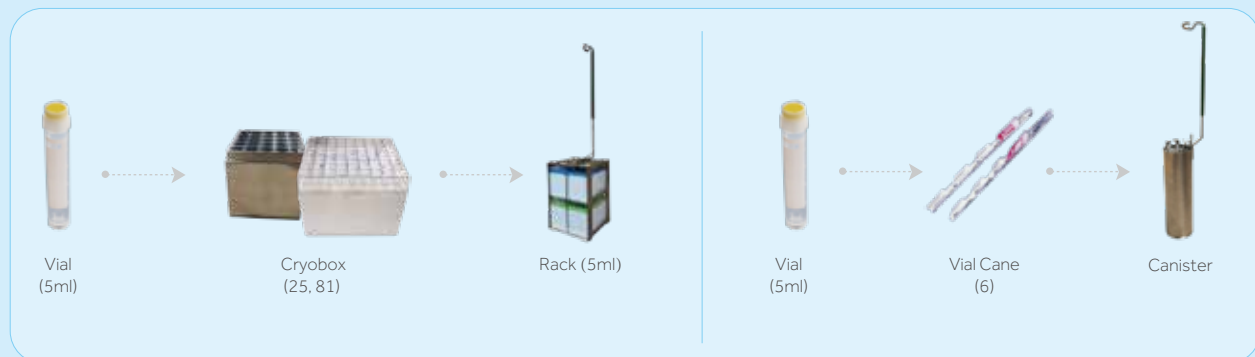 Vial
(5ml)
Cryobox
(25, 81)
Rack (5ml)
Vial
(5ml)
Vial Cane
(6)
Canister